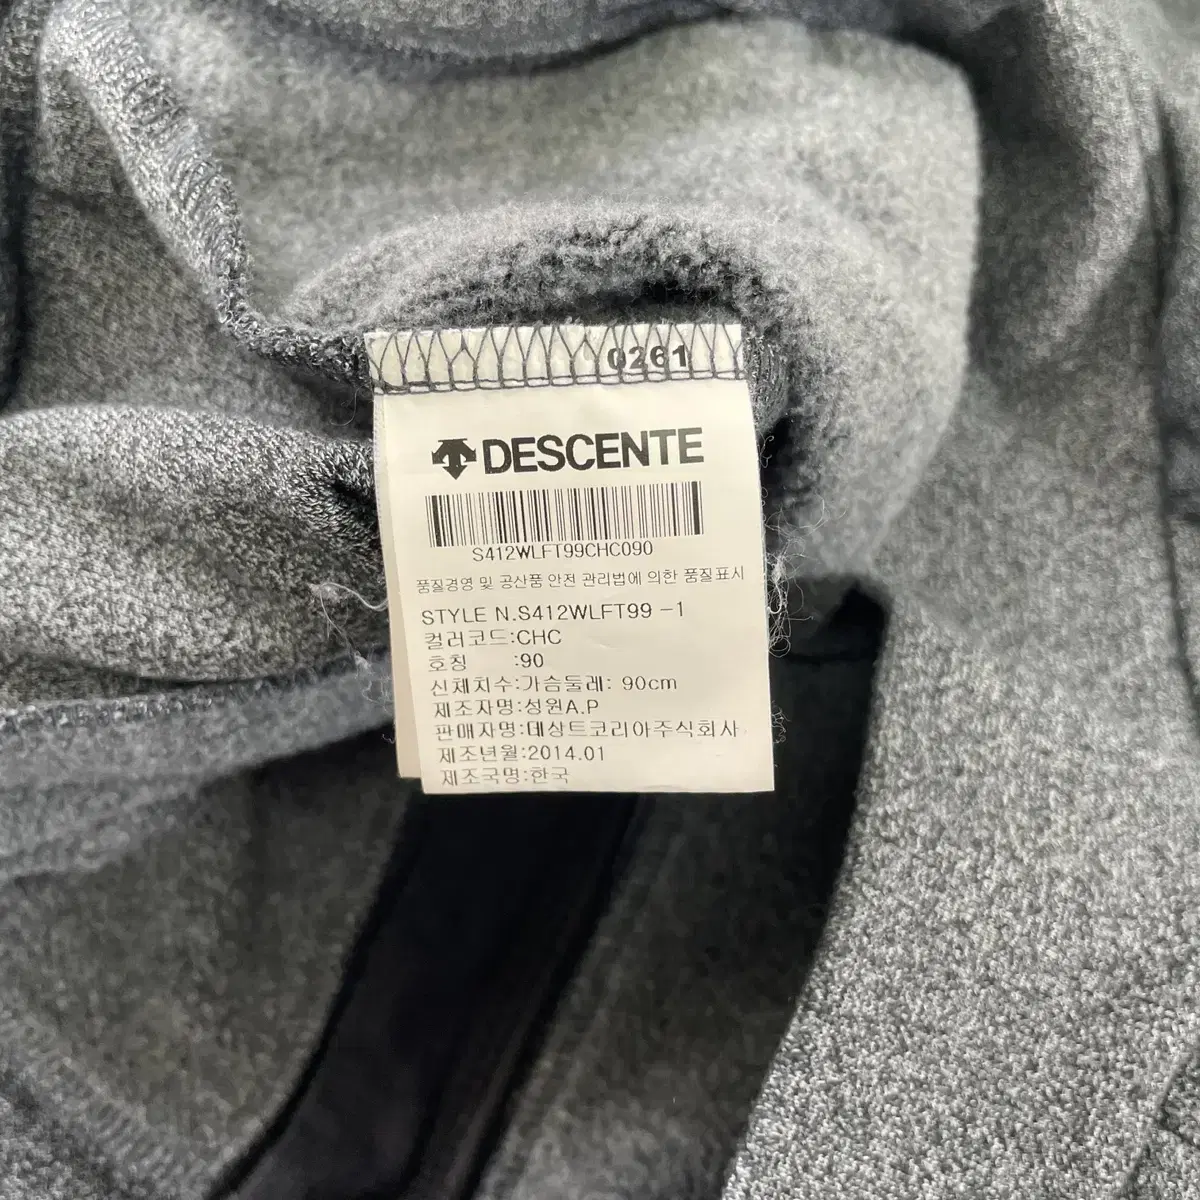 0261
DESCENTE
S412WLFT99CHC090
품질경영 및 공산품 안전 관리법에 의한 품질표시
STYLE N.S412WLFT99 -1
컬러코드:CHC
호칭 :90
신체치수:가슴둘레: 90cm
제조자명:성원A.P
판매자명:데상트코리아주식회사
제조년월:2014.01
제조국명:한국